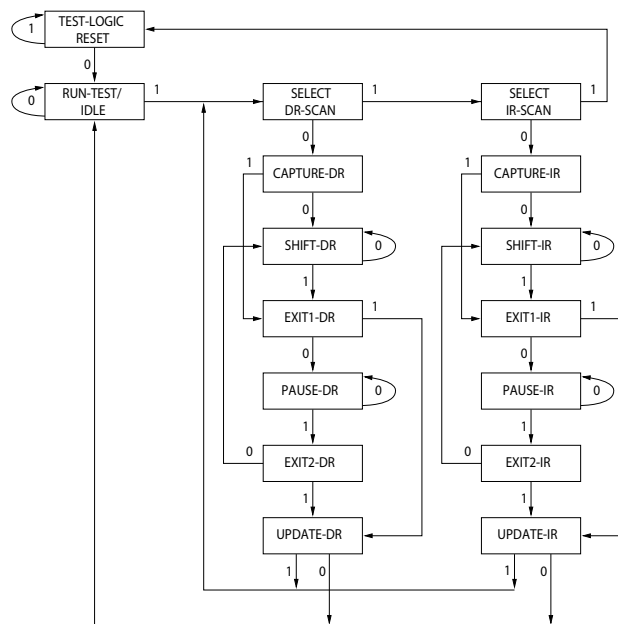 TEST-LOGIC
RESET
1
0
RUN-TEST/
IDLE
0
1
SELECT
DR-SCAN
1
SELECT
IR-SCAN
1
0
0
CAPTURE-DR
1
CAPTURE-IR
1
0
0
SHIFT-DR
0
SHIFT-IR
0
1
1
EXIT1-DR
1
EXIT1-IR
1
0
0
PAUSE-DR
0
PAUSE-IR
0
1
1
EXIT2-DR
0
EXIT2-IR
0
1
1
UPDATE-DR
UPDATE-IR
1
0
1
0